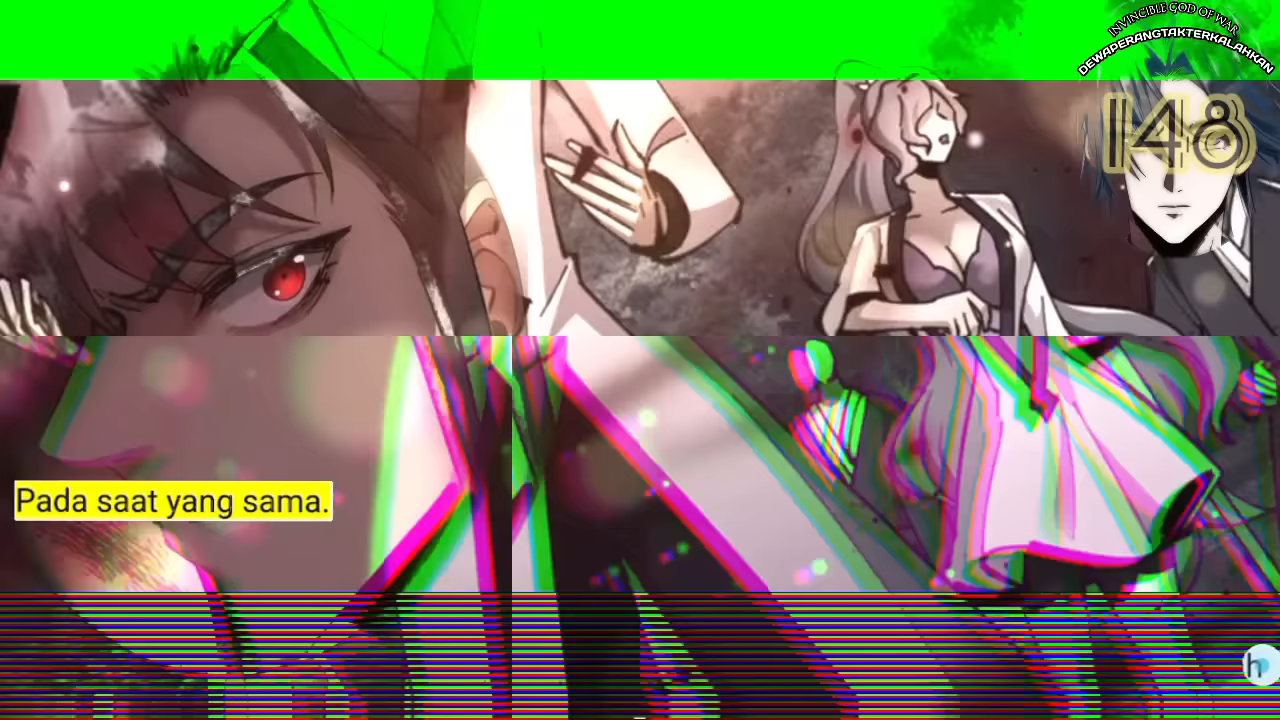 INVINCIBLE GOD OF WAR
DEWAPERANGTAKTERKALAHKAN
148
Pada saat yang sama.
h